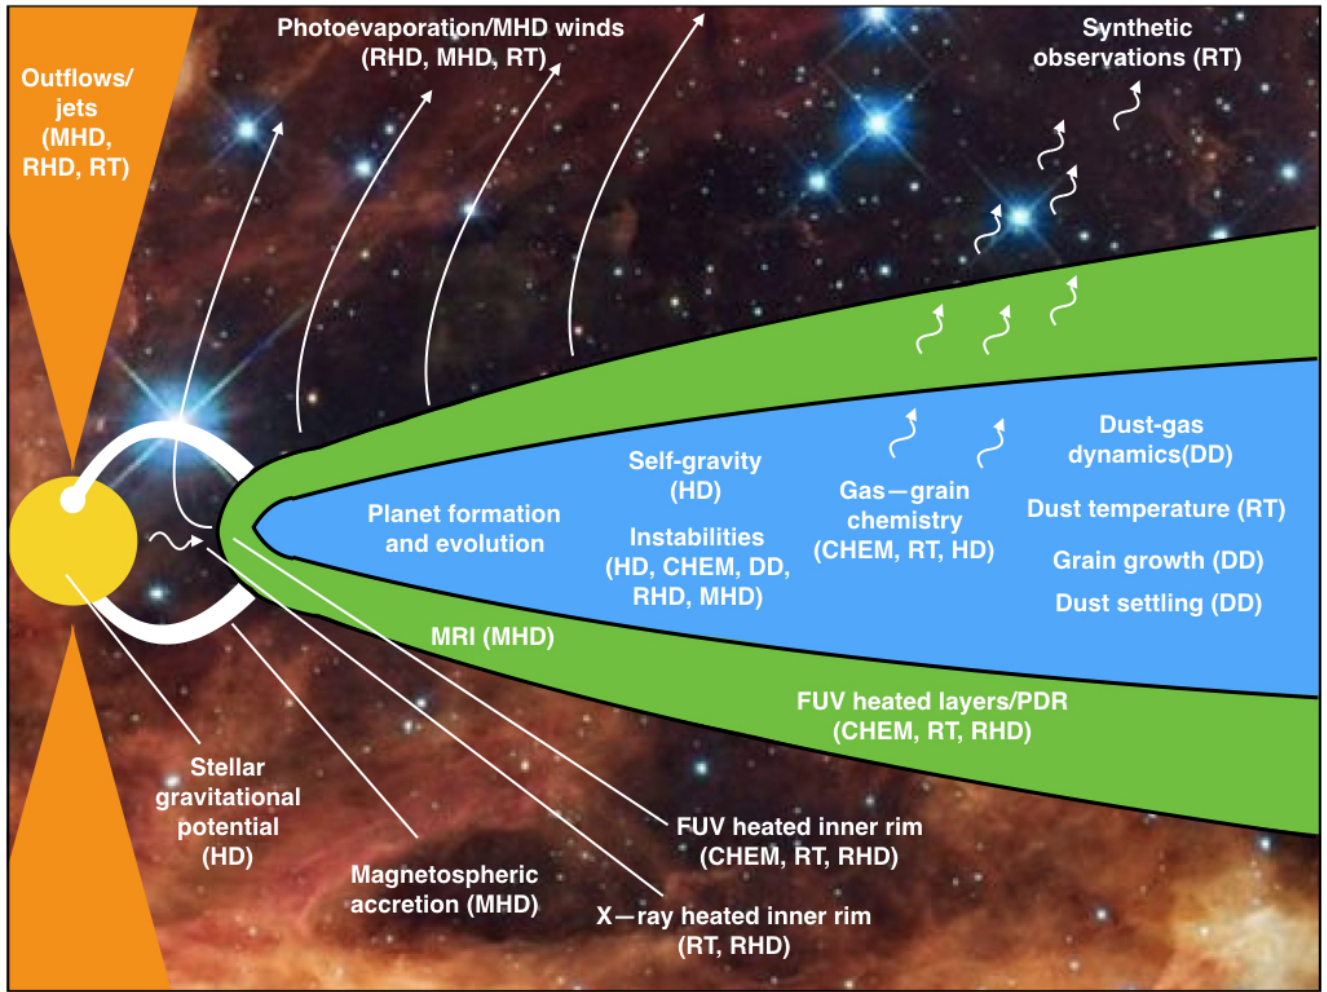 Photoevaporation/MHD winds
(RHD, MHD, RT)
Synthetic
observations (RT)
Outflows/
jets
(MHD,
RHD, RT)
Dust-gas
dynamics(DD)
Self-gravity
(HD)
Gas—grain
chemistry
(CHEM, RT, HD)
Dust temperature (RT)
Planet formation
and evolution
Instabilities
(HD, CHEM, DD,
RHD, MHD)
Grain growth (DD)
Dust settling (DD)
MRI (MHD)
FUV heated layers/PDR
(CHEM, RT, RHD)
Stellar
gravitational
potential
(HD)
FUV heated inner rim
(CHEM, RT, RHD)
Magnetospheric
accretion (MHD)
X—ray heated inner rim
(RT, RHD)